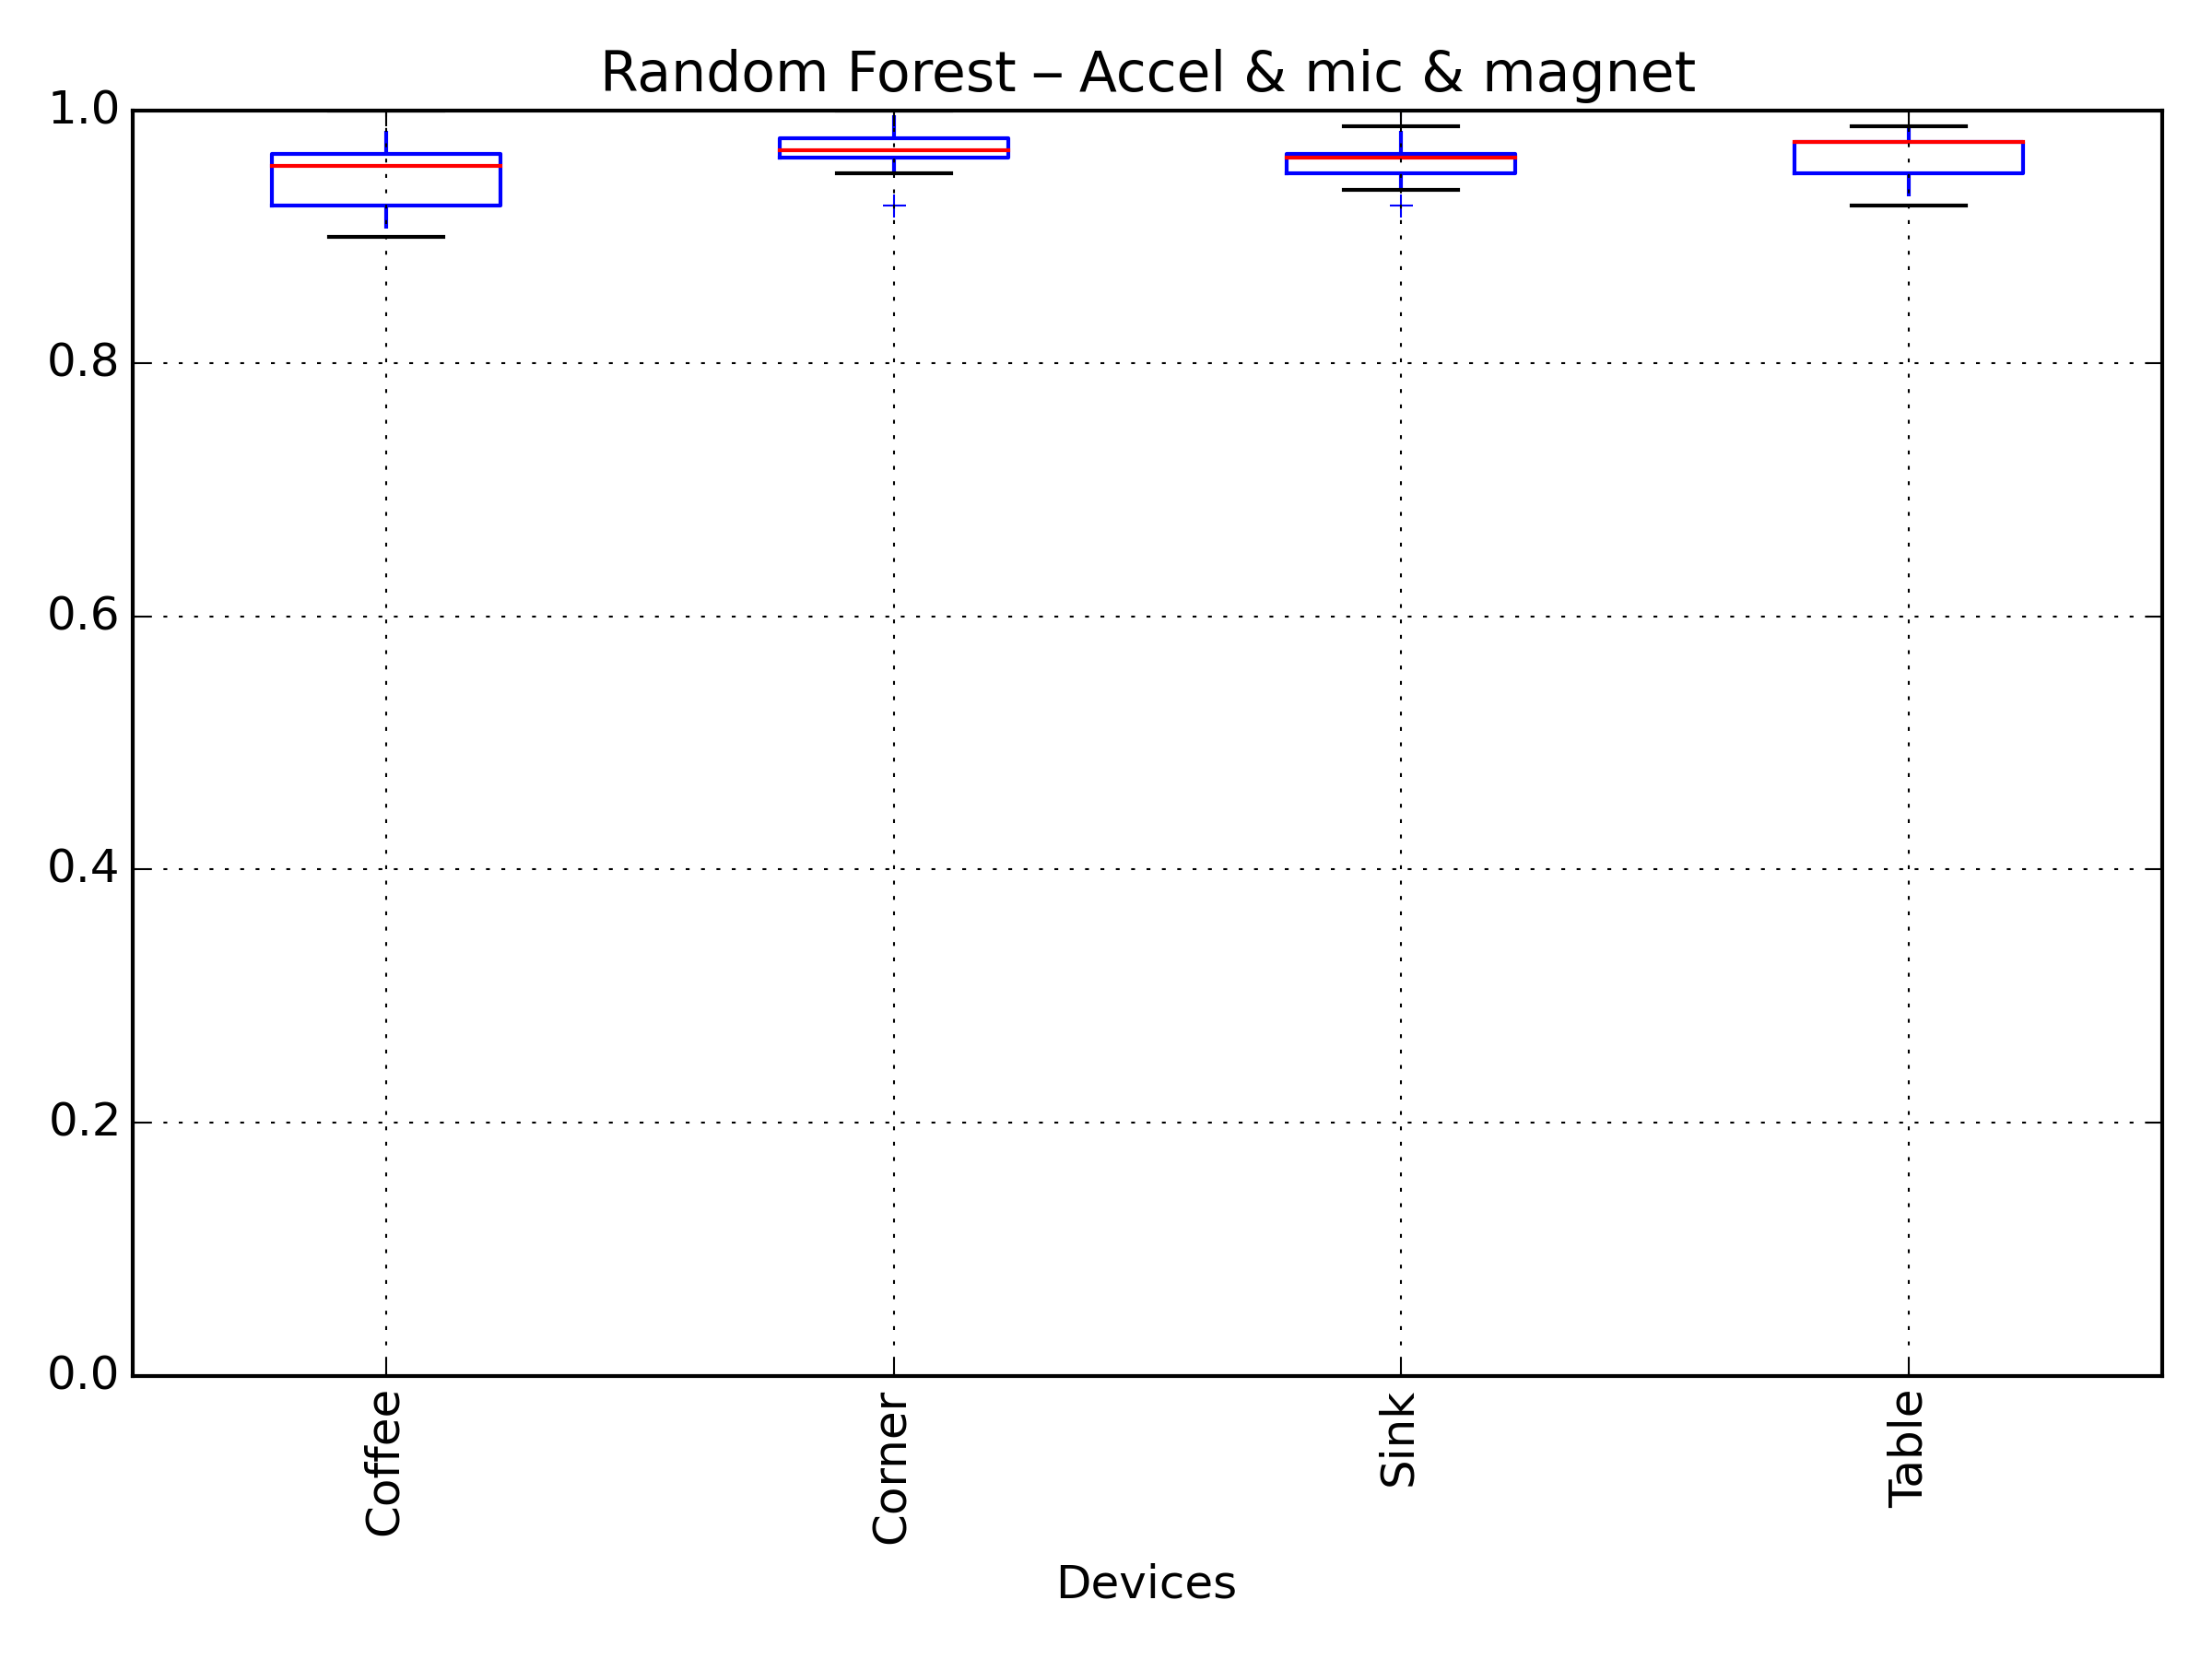 Random Forest – Accel & mic & magnet
1.0
0.8
0.6
0.4
0.2
0.0
Coffee
Corner
Sink
Table
Devices